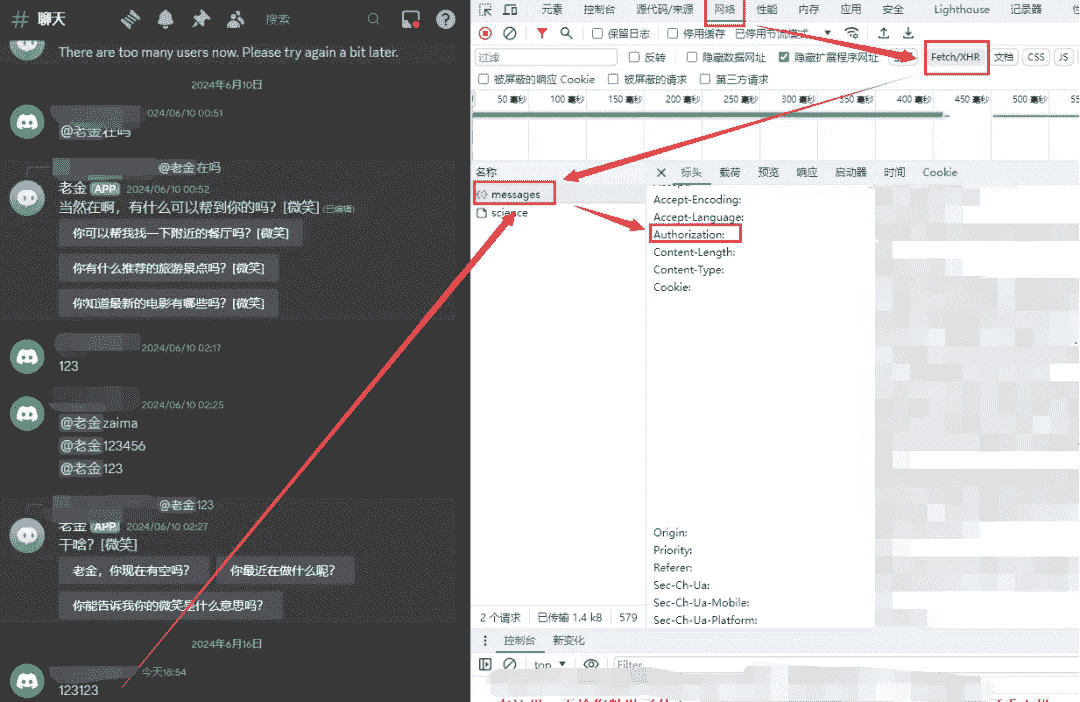 # 聊天
搜索
There are too many users now. Please try again a bit later.
2024年6月10日
024/06/10 00:51
@老金在吗
@老金在吗
老金 APP 2024/06/10 00:52
当然在啊，有什么可以帮到你的吗？[微笑] (已编辑)
你可以帮我找一下附近的餐厅吗？[微笑]
你有什么推荐的旅游景点吗？[微笑]
你知道最新的电影有哪些吗？[微笑]
2024/06/10 02:17
123
2024/06/10 02:25
@老金zaima
@老金123456
@老金123
@老金123
老金 APP 2024/06/10 02:27
干啥？[微笑]
老金，你现在有空吗？
你最近在做什么呢？
你能告诉我你的微笑是什么意思吗？
2024年6月16日
今天18:54
123123
元素 控制台 源代码/来源 网络 性能 内存 应用 安全 Lighthouse 记录器
保留日志 停用缓存 已停用节流模式
过滤 反转 隐藏数据网址 隐藏扩展程序网址 Fetch/XHR 文档 CSS JS
被屏蔽的响应 Cookie 被屏蔽的请求 第三方请求
50 毫秒 100 毫秒 150 毫秒 200 毫秒 250 毫秒 300 毫秒 350 毫秒 400 毫秒 450 毫秒 500 毫秒
名称
标头 载荷 预览 响应 启动器 时间 Cookie
messages
science
Accept-Encoding:
Accept-Language:
Authorization:
Content-Length:
Content-Type:
Cookie:
Origin:
Priority:
Referer:
Sec-Ch-Ua:
Sec-Ch-Ua-Mobile:
Sec-Ch-Ua-Platform:
2 个请求 已传输 1.4 kB 579
控制台 新变化
top Filter